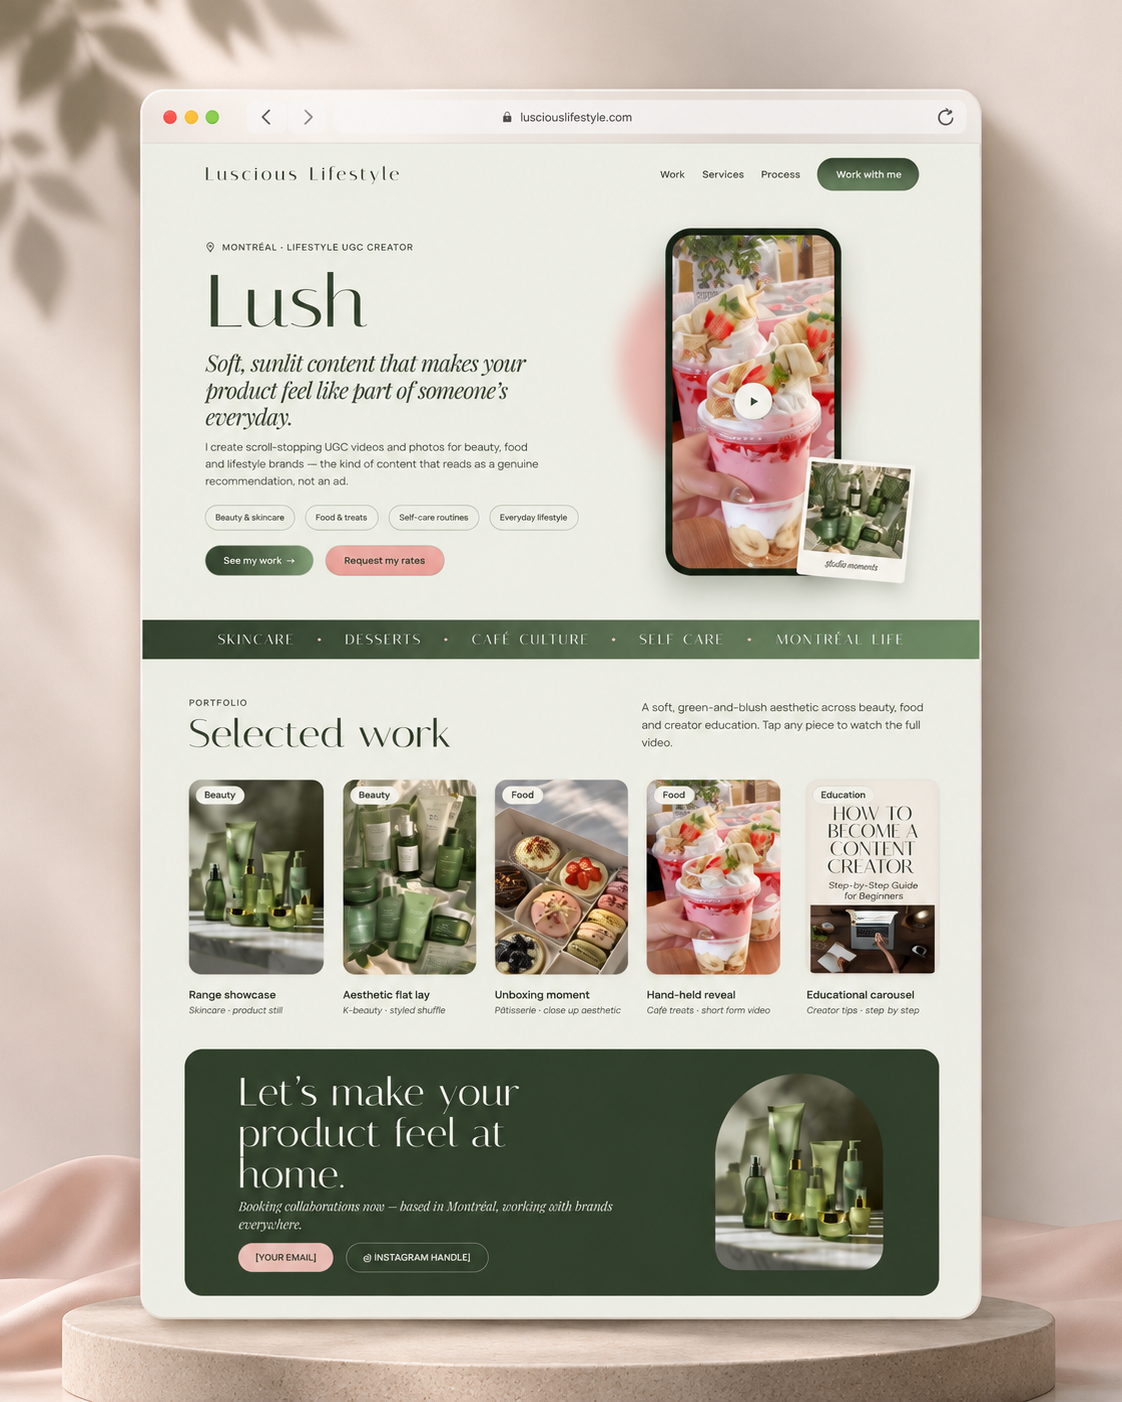 lusciouslifestyle.com
Luscious Lifestyle
Work Services Process Work with me
MONTRÉAL · LIFESTYLE UGC CREATOR
Lush
Soft, sunlit content that makes your
product feel like part of someone's
everyday.
I create scroll-stopping UGC videos and photos for beauty, food
and lifestyle brands — the kind of content that reads as a genuine
recommendation, not an ad.
Beauty & skincare Food & treats Self-care routines Everyday lifestyle
See my work → Request my rates
studio moments
SKINCARE • DESSERTS • CAFÉ CULTURE • SELF CARE • MONTRÉAL LIFE
PORTFOLIO
Selected work
A soft, green-and-blush aesthetic across beauty, food
and creator education. Tap any piece to watch the full
video.
Beauty
Beauty
Food
Food
Education
HOW TO
BECOME A
CONTENT
CREATOR
Step-by-Step Guide
for Beginners
Range showcase
Skincare · product still
Aesthetic flat lay
K-beauty · styled shuffle
Unboxing moment
Pâtisserie · close up aesthetic
Hand-held reveal
Café treats · short form video
Educational carousel
Creator tips · step by step
Let's make your
product feel at
home.
Booking collaborations now — based in Montréal, working with brands
everywhere.
[YOUR EMAIL] @ INSTAGRAM HANDLE]